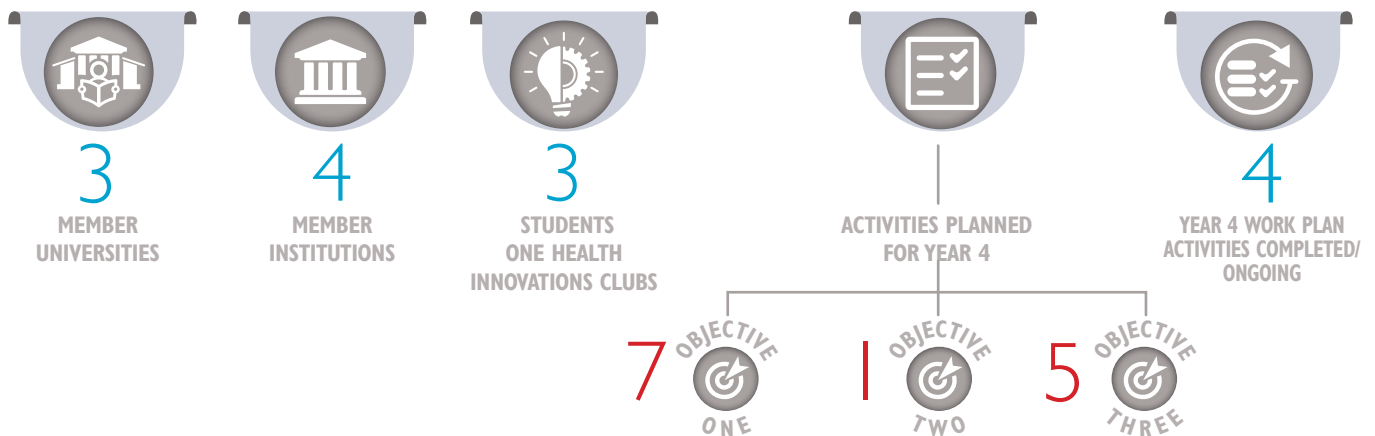 3
MEMBER
UNIVERSITIES
4
MEMBER
INSTITUTIONS
3
STUDENTS
ONE HEALTH
INNOVATIONS CLUBS
ACTIVITIES PLANNED
FOR YEAR 4
7
OBJECTIVE
ONE
1
OBJECTIVE
TWO
5
OBJECTIVE
THREE
4
YEAR 4 WORK PLAN
ACTIVITIES COMPLETED/
ONGOING